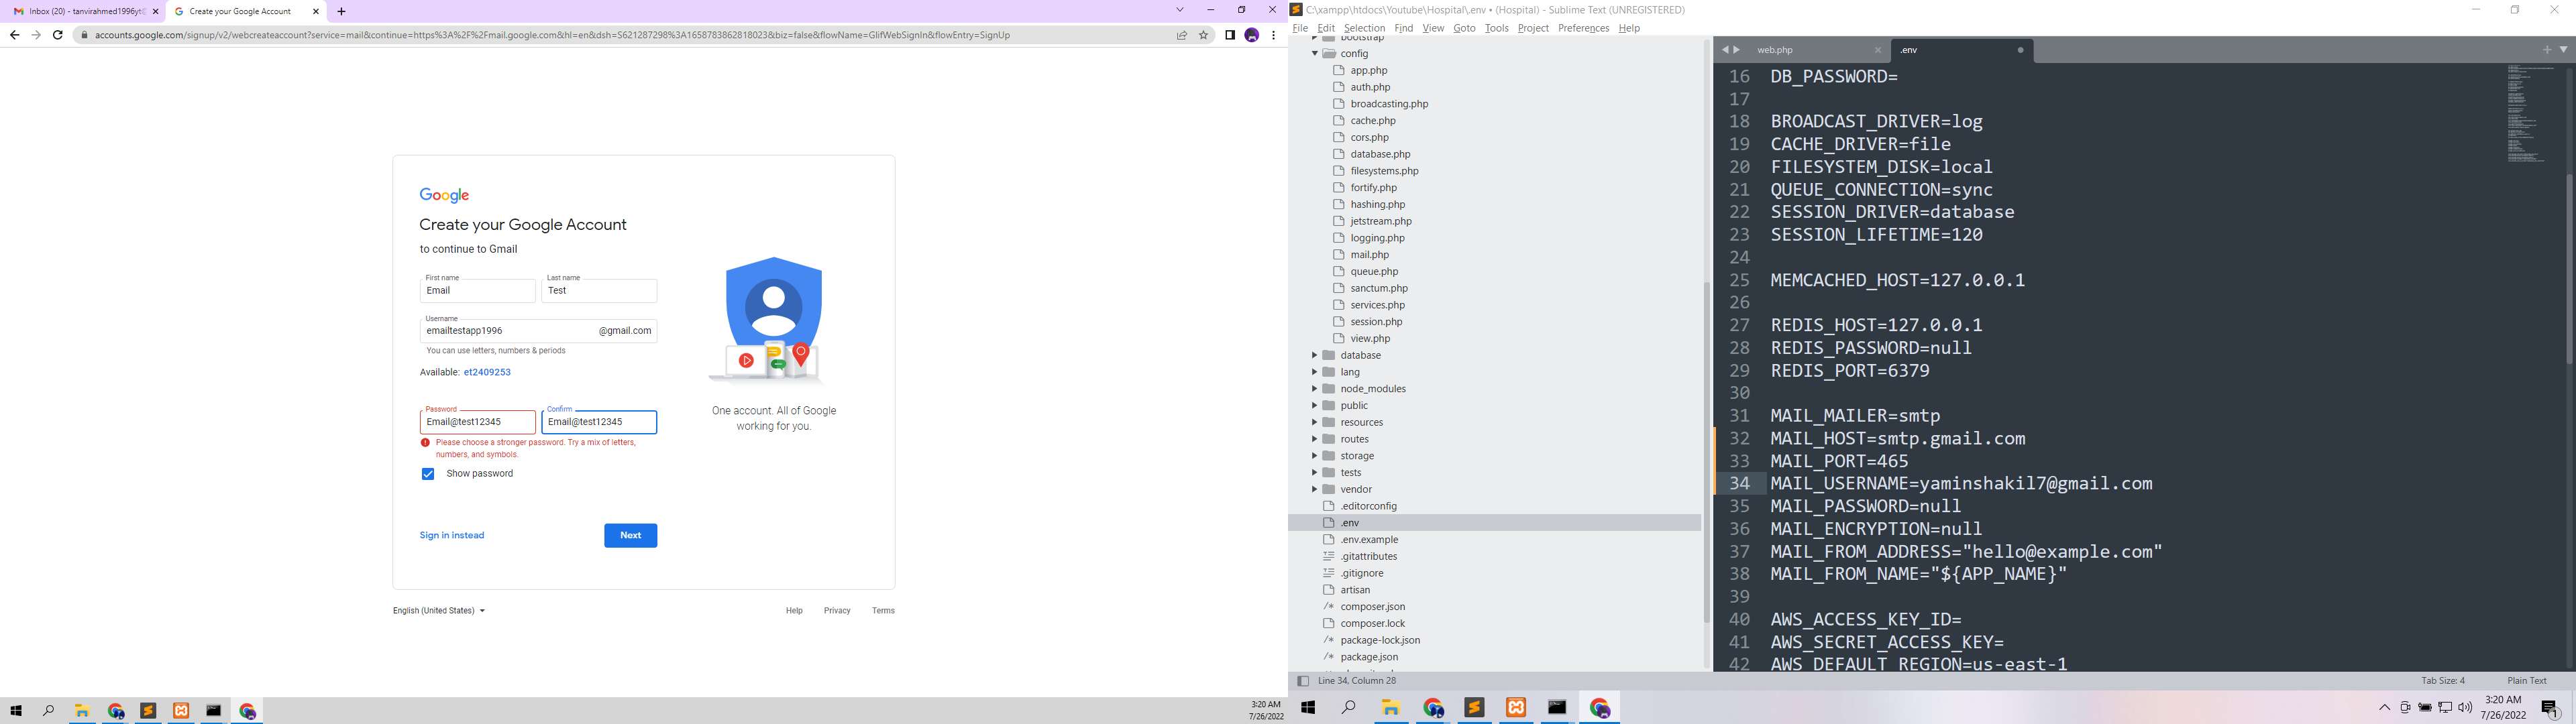 Inbox (20) - tanvirahmed1996yt@
Create your Google Account
accounts.google.com/signup/v2/webcreateaccount?service=mail&continue=https%3A%2F%2Fmail.google.com&hl=en&dsh=S621287298%3A1658783862818023&biz=false&flowName=GlifWebSignIn&flowEntry=SignUp
Google
Create your Google Account
to continue to Gmail
First name
Last name
Email
Test
Username
emailtestapp1996
@gmail.com
You can use letters, numbers & periods
Available: et2409253
Password
Confirm
Email@test12345
Email@test12345
Please choose a stronger password. Try a mix of letters,
numbers, and symbols.
Show password
Sign in instead
Next
One account. All of Google
working for you.
English (United States)
Help
Privacy
Terms
3:20 AM
7/26/2022
C:\xampp\htdocs\Youtube\Hospital\.env • (Hospital) - Sublime Text (UNREGISTERED)
File Edit Selection Find View Goto Tools Project Preferences Help
bootstrap
config
app.php
auth.php
broadcasting.php
cache.php
cors.php
database.php
filesystems.php
fortify.php
hashing.php
jetstream.php
logging.php
mail.php
queue.php
sanctum.php
services.php
session.php
view.php
database
lang
node_modules
public
resources
routes
storage
tests
vendor
.editorconfig
.env
.env.example
.gitattributes
.gitignore
artisan
composer.json
composer.lock
package-lock.json
package.json
web.php
.env
16 DB_PASSWORD=
17
18 BROADCAST_DRIVER=log
19 CACHE_DRIVER=file
20 FILESYSTEM_DISK=local
21 QUEUE_CONNECTION=sync
22 SESSION_DRIVER=database
23 SESSION_LIFETIME=120
24
25 MEMCACHED_HOST=127.0.0.1
26
27 REDIS_HOST=127.0.0.1
28 REDIS_PASSWORD=null
29 REDIS_PORT=6379
30
31 MAIL_MAILER=smtp
32 MAIL_HOST=smtp.gmail.com
33 MAIL_PORT=465
34 MAIL_USERNAME=yaminshakil7@gmail.com
35 MAIL_PASSWORD=null
36 MAIL_ENCRYPTION=null
37 MAIL_FROM_ADDRESS="hello@example.com"
38 MAIL_FROM_NAME="${APP_NAME}"
39
40 AWS_ACCESS_KEY_ID=
41 AWS_SECRET_ACCESS_KEY=
42 AWS_DEFAULT_REGION=us-east-1
Line 34, Column 28
Tab Size: 4
Plain Text
3:20 AM
7/26/2022
1